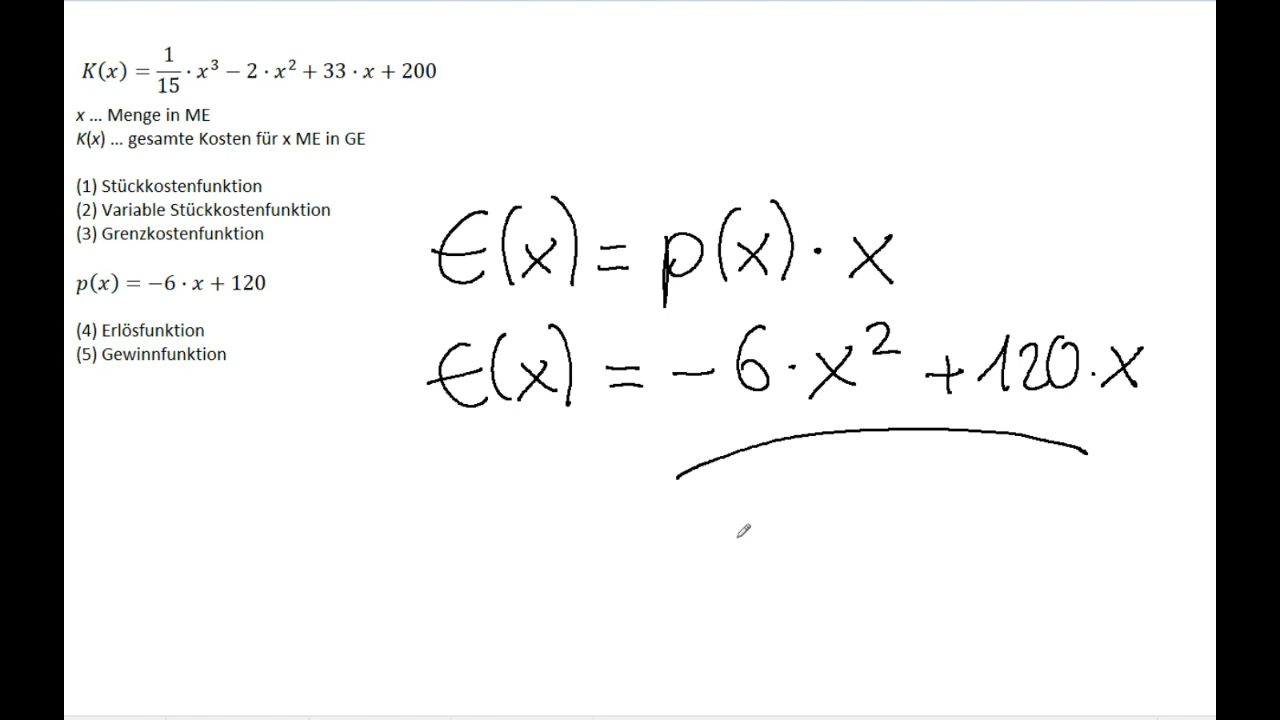 K(x) = 1/15 · x³ − 2 · x² + 33 · x + 200
x ... Menge in ME
K(x) ... gesamte Kosten für x ME in GE
(1) Stückkostenfunktion
(2) Variable Stückkostenfunktion
(3) Grenzkostenfunktion
p(x) = −6 · x + 120
(4) Erlösfunktion
(5) Gewinnfunktion
E(x) = p(x) · x
E(x) = − 6 · x² + 120 · x